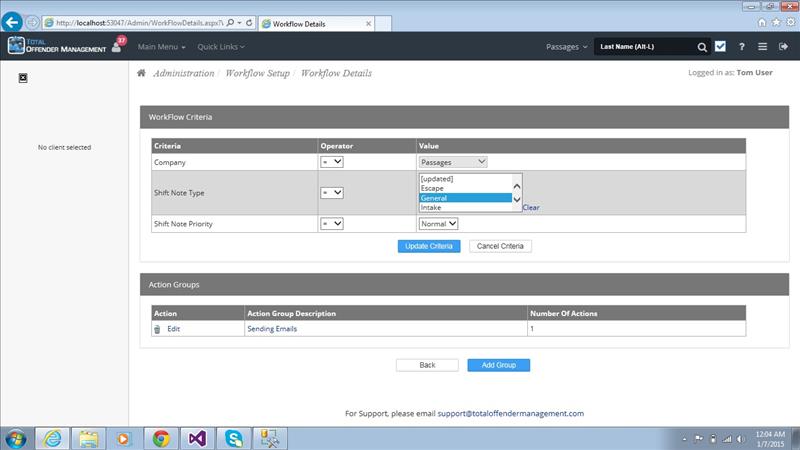 http://localhost:53047/Admin/WorkFlowDetails.aspx?
Workflow Details
TOTAL
OFFENDER MANAGEMENT
37
Main Menu
Quick Links
Passages
Last Name (Alt-L)
?
Administration / Workflow Setup / Workflow Details
Logged in as: Tom User
No client selected
WorkFlow Criteria
Criteria Operator Value
Company = Passages
Shift Note Type =
[updated]
Escape
General
Intake
Clear
Shift Note Priority = Normal
Update Criteria Cancel Criteria
Action Groups
Action Action Group Description Number Of Actions
Edit Sending Emails 1
Back Add Group
For Support, please email support@totaloffendermanagement.com
12:04 AM
1/7/2015